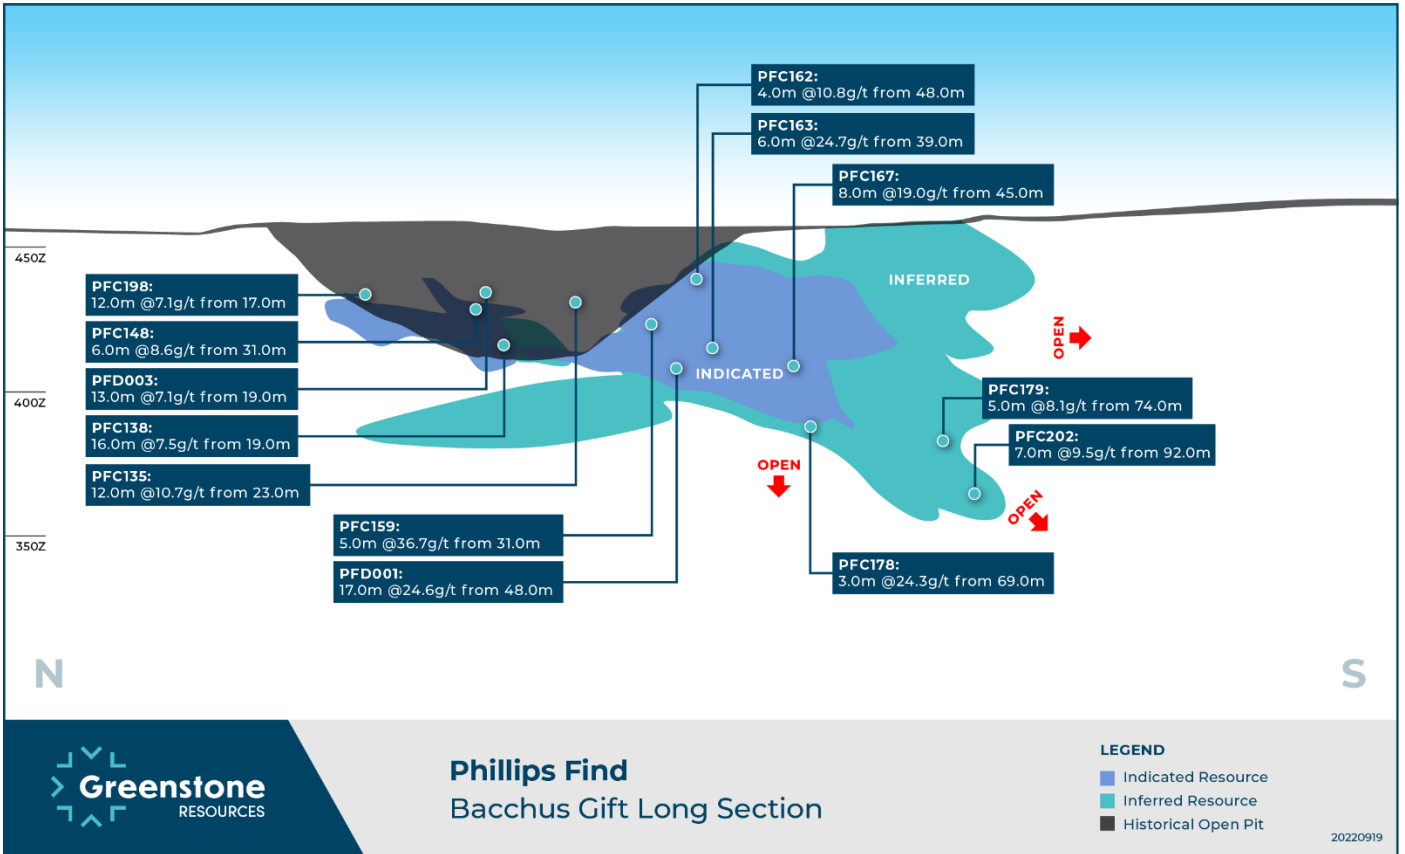 PFC162:
4.0m @10.8g/t from 48.0m
PFC163:
6.0m @24.7g/t from 39.0m
PFC167:
8.0m @19.0g/t from 45.0m
450Z
INFERRED
PFC198:
12.0m @7.1g/t from 17.0m
PFC148:
6.0m @8.6g/t from 31.0m
OPEN
INDICATED
PFD003:
13.0m @7.1g/t from 19.0m
400Z
PFC179:
5.0m @8.1g/t from 74.0m
PFC138:
16.0m @7.5g/t from 19.0m
PFC202:
7.0m @9.5g/t from 92.0m
OPEN
PFC135:
12.0m @10.7g/t from 23.0m
OPEN
PFC159:
5.0m @36.7g/t from 31.0m
350Z
PFD001:
17.0m @24.6g/t from 48.0m
PFC178:
3.0m @24.3g/t from 69.0m
N
S
Greenstone
RESOURCES
Phillips Find
Bacchus Gift Long Section
LEGEND
Indicated Resource
Inferred Resource
Historical Open Pit
20220919